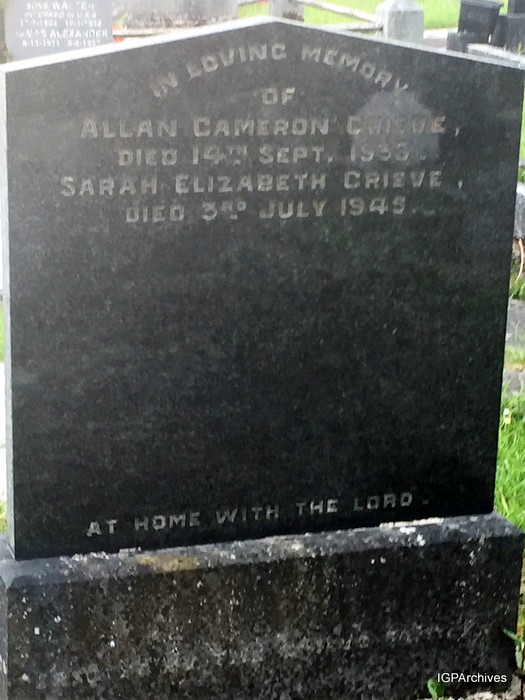 IN LOVING MEMORY
OF
ALLAN CAMERON GRIEVE,
DIED 14TH SEPT. 1938.
SARAH ELIZABETH GRIEVE,
DIED 3RD JULY 1945.
AT HOME WITH THE LORD.
IGPArchives